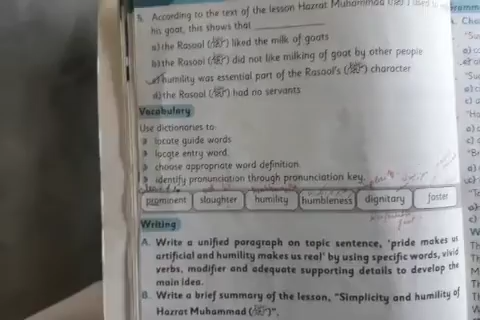 5. According to the text of the lesson Hazrat Muhammad (ﷺ) used to
his goat, this shows that
a) the Rasool (ﷺ) liked the milk of goats
b) the Rasool (ﷺ) did not like milking of goat by other people
c) humility was essential part of the Rasool's (ﷺ) character
d) the Rasool (ﷺ) had no servants
Vocabulary
Use dictionaries to:
locate guide words
locate entry word.
choose appropriate word definition.
identify pronunciation through pronunciation key.
prominent slaughter humility humbleness dignitary foster
Writing
A. Write a unified paragraph on topic sentence, 'pride makes us
artificial and humility makes us real' by using specific words, vivid
verbs, modifier and adequate supporting details to develop the
main idea.
B. Write a brief summary of the lesson, "Simplicity and humility of
Hazrat Muhammad (ﷺ)".